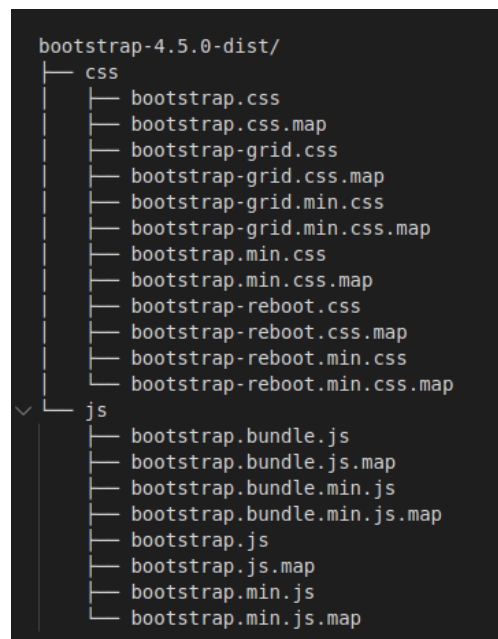 bootstrap-4.5.0-dist/
├── css
│   ├── bootstrap.css
│   ├── bootstrap.css.map
│   ├── bootstrap-grid.css
│   ├── bootstrap-grid.css.map
│   ├── bootstrap-grid.min.css
│   ├── bootstrap-grid.min.css.map
│   ├── bootstrap.min.css
│   ├── bootstrap.min.css.map
│   ├── bootstrap-reboot.css
│   ├── bootstrap-reboot.css.map
│   ├── bootstrap-reboot.min.css
│   └── bootstrap-reboot.min.css.map
└── js
    ├── bootstrap.bundle.js
    ├── bootstrap.bundle.js.map
    ├── bootstrap.bundle.min.js
    ├── bootstrap.bundle.min.js.map
    ├── bootstrap.js
    ├── bootstrap.js.map
    ├── bootstrap.min.js
    └── bootstrap.min.js.map